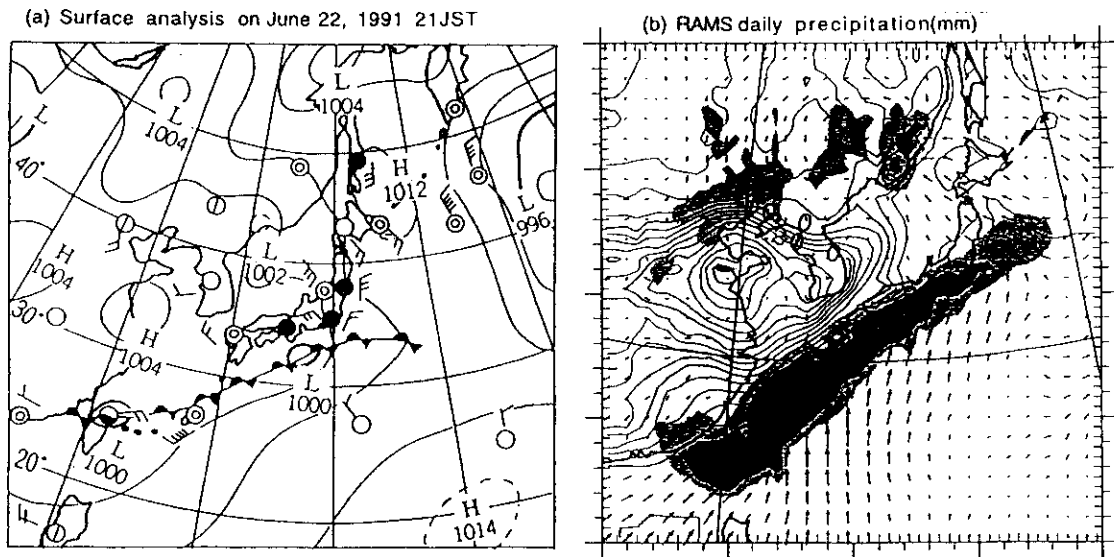 (a) Surface analysis on June 22, 1991 21JST
(b) RAMS daily precipitation(mm)
L
1004
L
L
1004
40°
H
1012
L
996
H
1004
L
1002
30°
H
1004
L
1000
L
1000
20°
H
1014